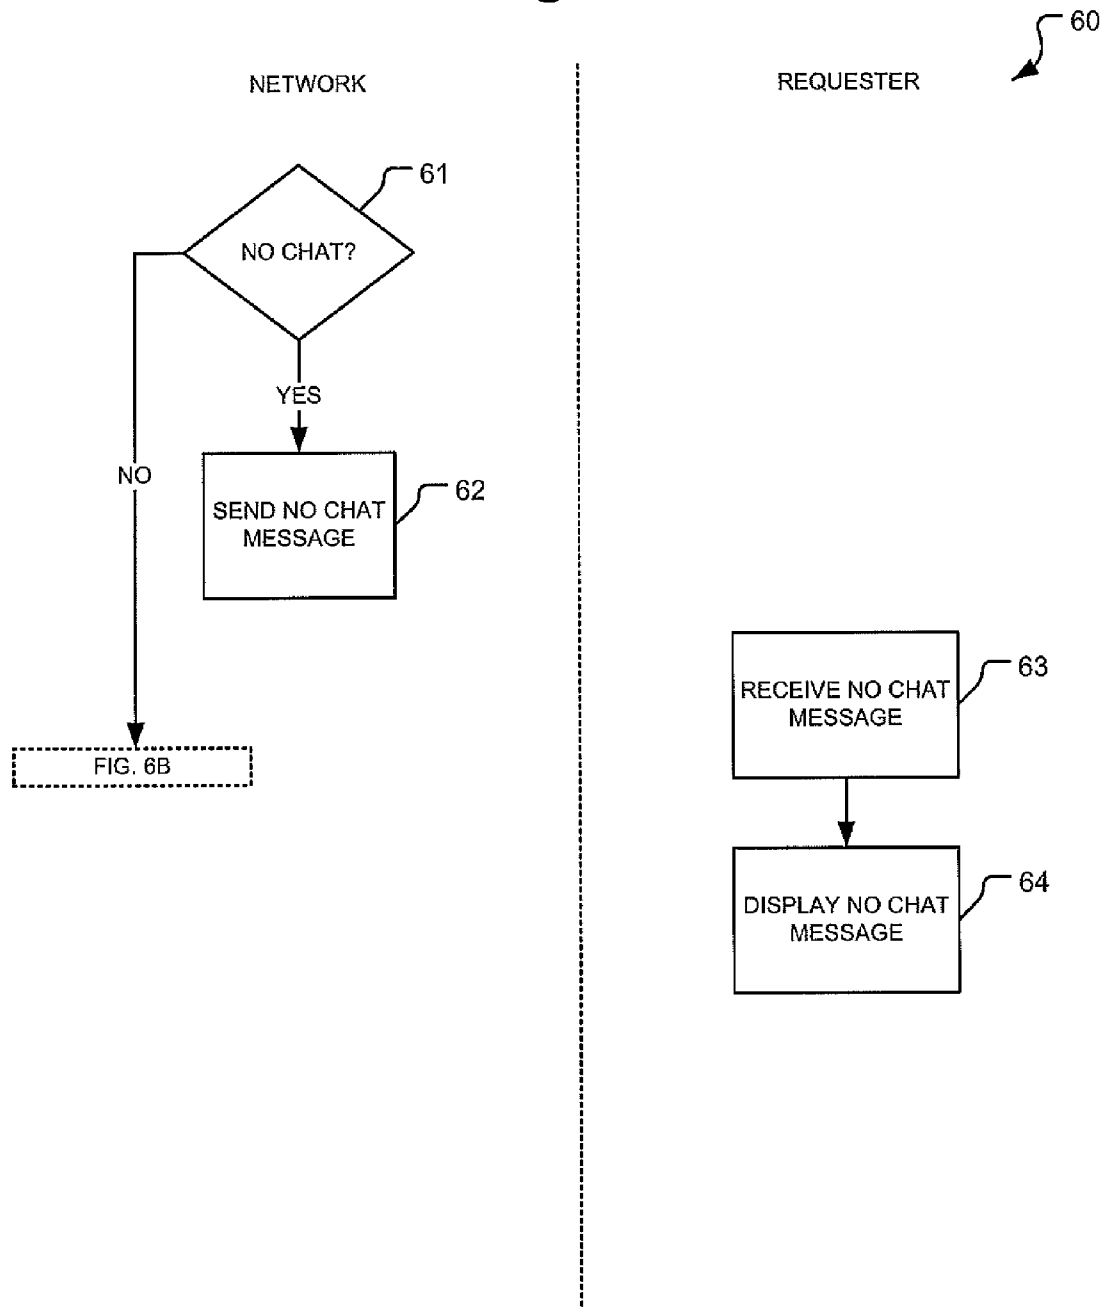 60
NETWORK
REQUESTER
61
NO CHAT?
YES
NO
62
SEND NO CHAT
MESSAGE
63
RECEIVE NO CHAT
MESSAGE
FIG. 6B
64
DISPLAY NO CHAT
MESSAGE